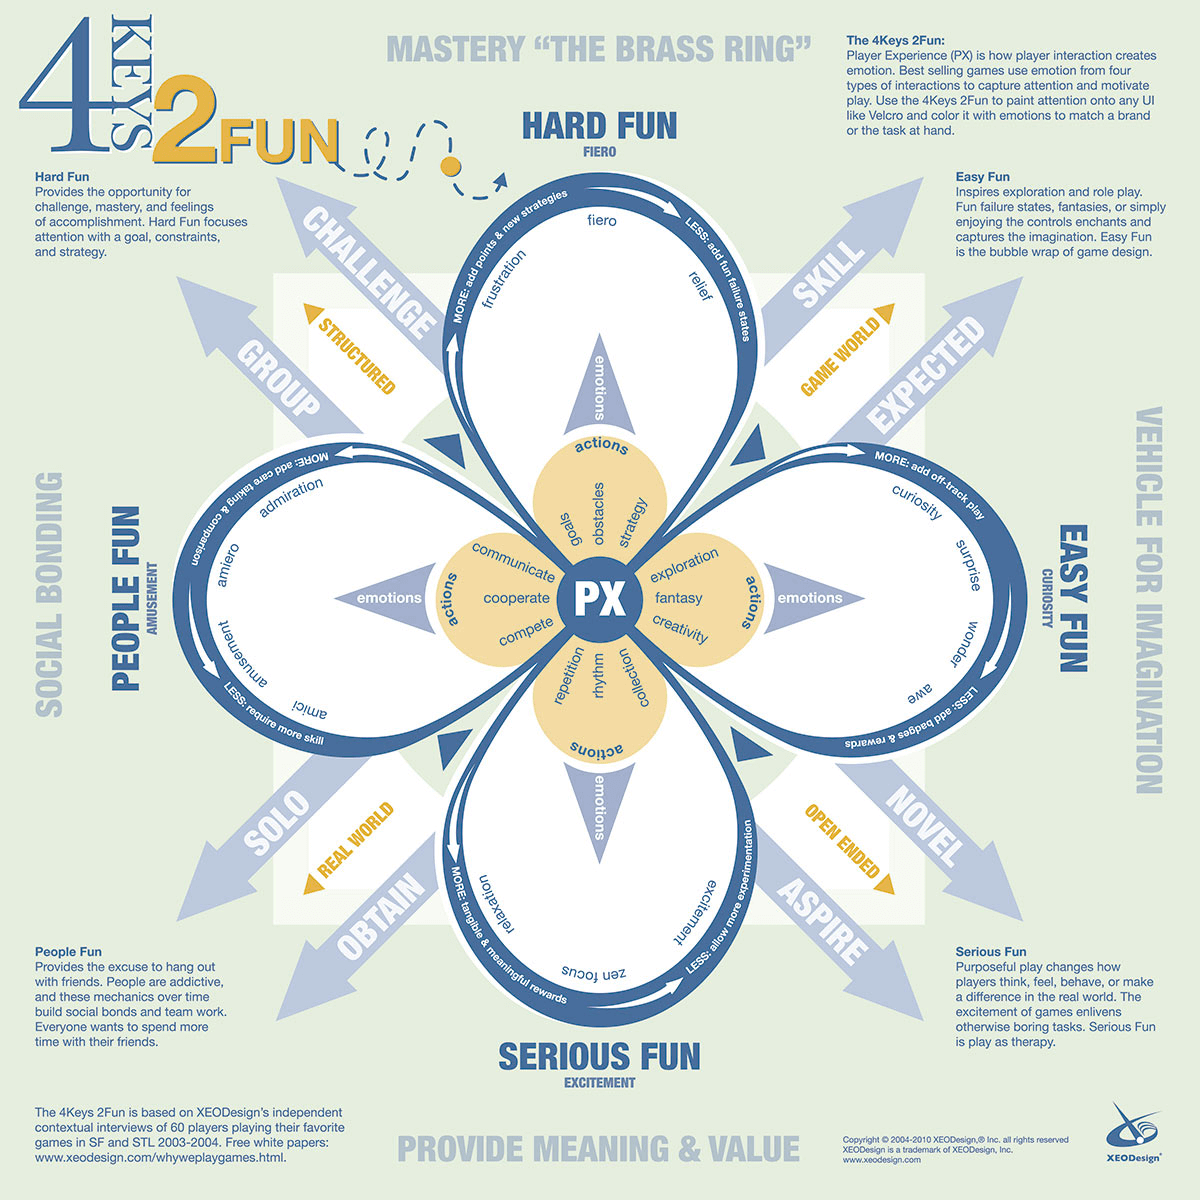 4 KEYS 2FUN
MASTERY “THE BRASS RING”
The 4Keys 2Fun:
Player Experience (PX) is how player interaction creates
emotion. Best selling games use emotion from four
types of interactions to capture attention and motivate
play. Use the 4Keys 2Fun to paint attention onto any UI
like Velcro and color it with emotions to match a brand
or the task at hand.
HARD FUN
FIERO
Hard Fun
Provides the opportunity for
challenge, mastery, and feelings
of accomplishment. Hard Fun focuses
attention with a goal, constraints,
and strategy.
Easy Fun
Inspires exploration and role play.
Fun failure states, fantasies, or simply
enjoying the controls enchants and
captures the imagination. Easy Fun
is the bubble wrap of game design.
CHALLENGE
GROUP
STRUCTURED
SKILL
EXPECTED
GAME WORLD
MORE: add points & new strategies
LESS: add fun failure states
frustration
fiero
relief
emotions
actions
goals
obstacles
strategy
SOCIAL BONDING
PEOPLE FUN
AMUSEMENT
MORE: add care taking & comparison
LESS: require more skill
admiration
amiero
amusement
amici
emotions
actions
communicate
cooperate
compete
PX
exploration
fantasy
creativity
actions
emotions
MORE: add off-track play
LESS: add badges & rewards
curiosity
surprise
wonder
awe
EASY FUN
CURIOSITY
VEHICLE FOR IMAGINATION
repetition
rhythm
collection
actions
emotions
relaxation
zen focus
excitement
MORE: tangible & meaningful rewards
LESS: allow more experimentation
SOLO
OBTAIN
REAL WORLD
NOVEL
ASPIRE
OPEN ENDED
People Fun
Provides the excuse to hang out
with friends. People are addictive,
and these mechanics over time
build social bonds and team work.
Everyone wants to spend more
time with their friends.
Serious Fun
Purposeful play changes how
players think, feel, behave, or make
a difference in the real world. The
excitement of games enlivens
otherwise boring tasks. Serious Fun
is play as therapy.
SERIOUS FUN
EXCITEMENT
PROVIDE MEANING & VALUE
The 4Keys 2Fun is based on XEODesign’s independent
contextual interviews of 60 players playing their favorite
games in SF and STL 2003-2004. Free white papers:
www.xeodesign.com/whyweplaygames.html.
Copyright © 2004-2010 XEODesign,® Inc. all rights reserved
XEODesign is a trademark of XEODesign, Inc.
www.xeodesign.com
XEODesign®